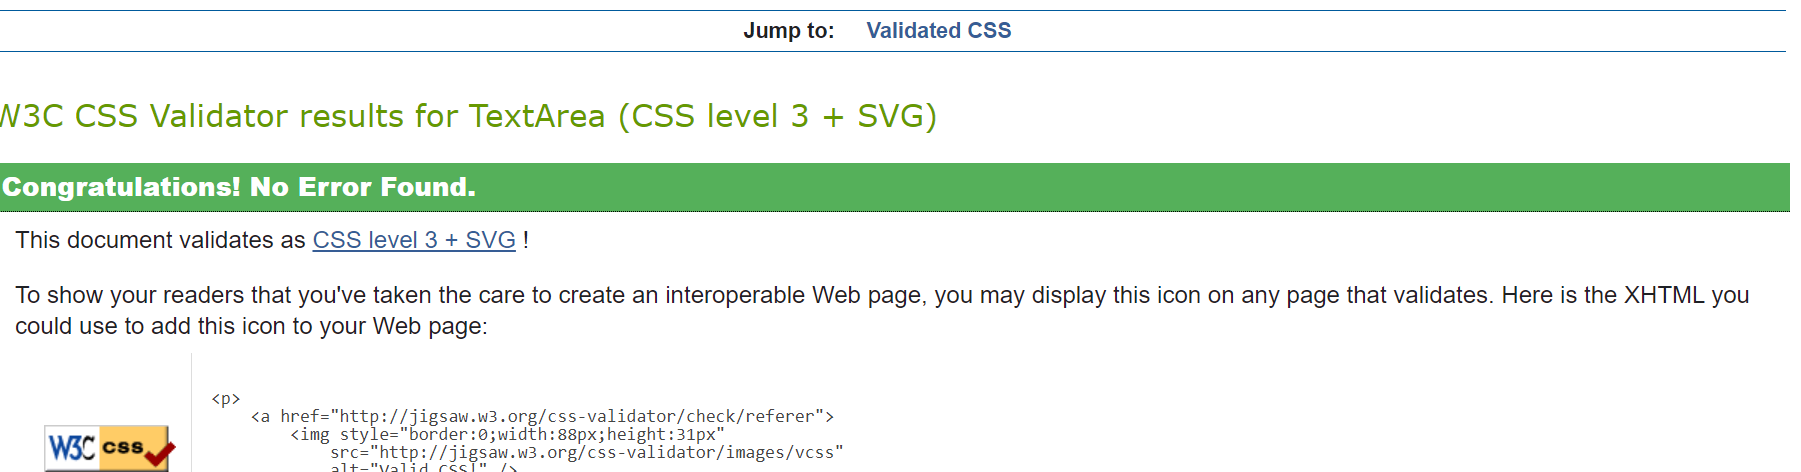 Jump to: Validated CSS
W3C CSS Validator results for TextArea (CSS level 3 + SVG)
Congratulations! No Error Found.
This document validates as CSS level 3 + SVG !
To show your readers that you've taken the care to create an interoperable Web page, you may display this icon on any page that validates. Here is the XHTML you
could use to add this icon to your Web page:
<p>
<a href="http://jigsaw.w3.org/css-validator/check/referer">
<img style="border:0;width:88px;height:31px"
src="http://jigsaw.w3.org/css-validator/images/vcss"
alt="Valid CSS!" />
W3C css